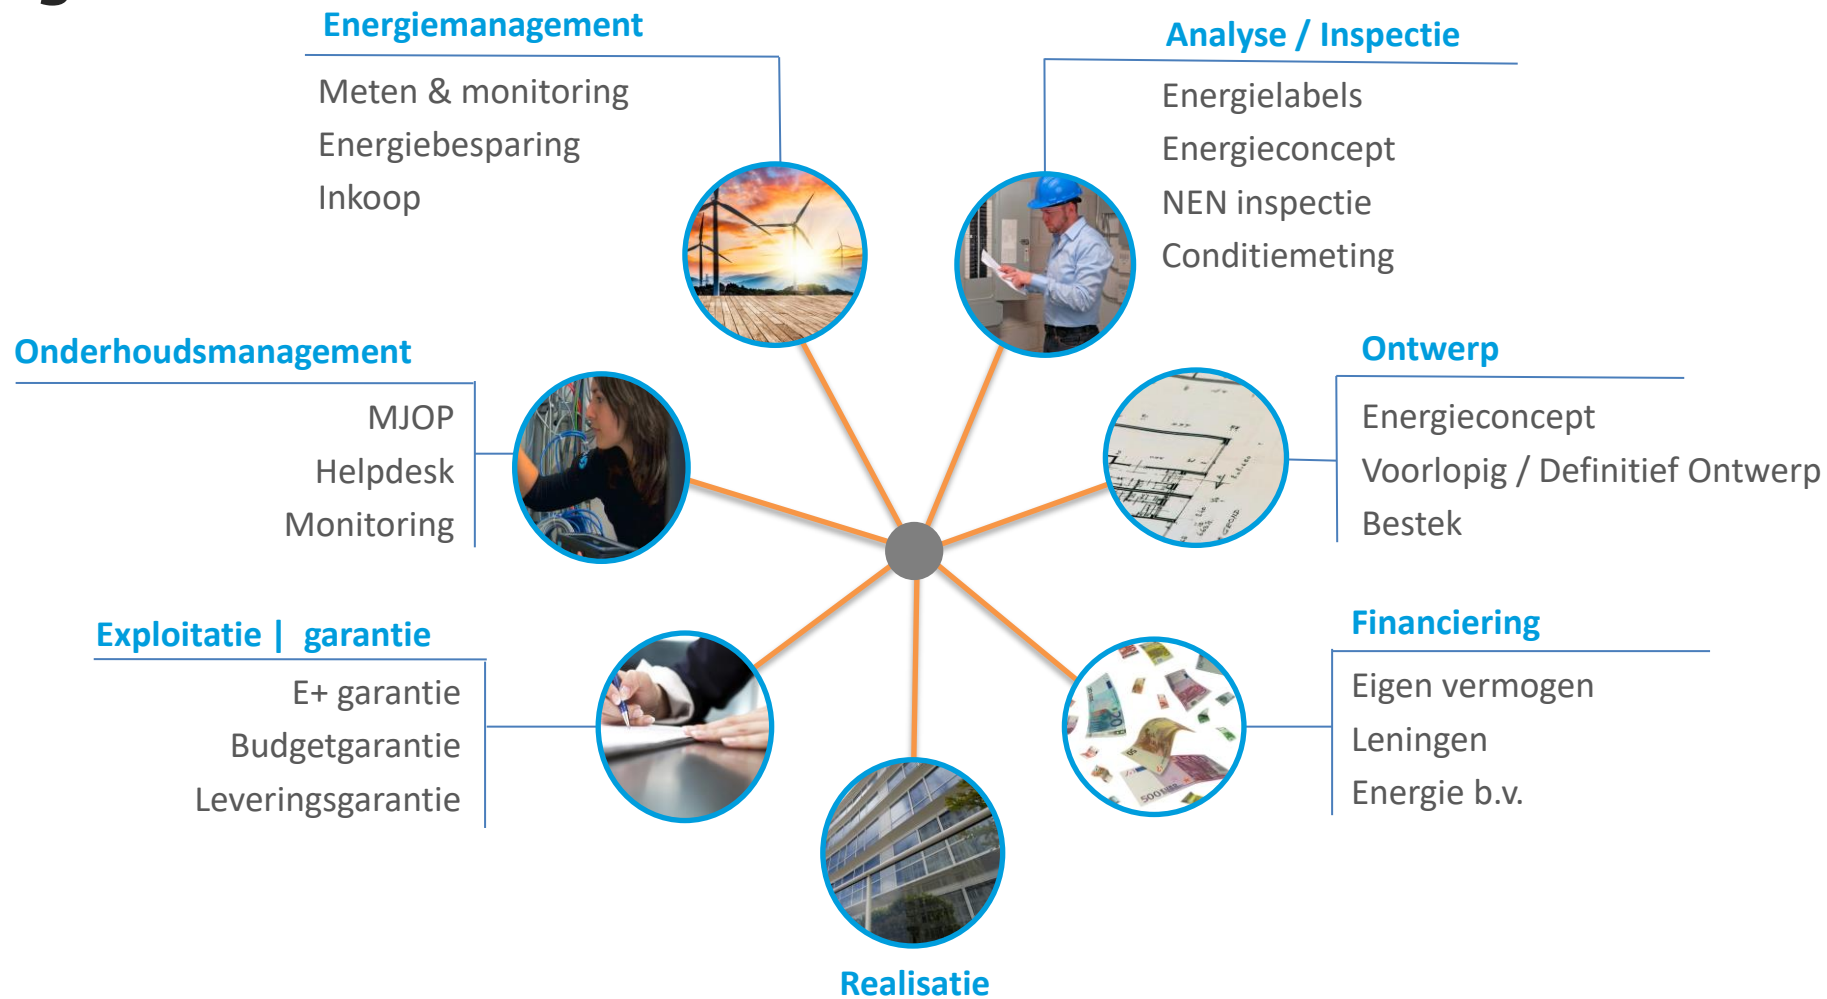 Energiemanagement
Meten & monitoring
Energiebesparing
Inkoop
Analyse / Inspectie
Energielabels
Energieconcept
NEN inspectie
Conditiemeting
Onderhoudsmanagement
MJOP
Helpdesk
Monitoring
Ontwerp
Energieconcept
Voorlopig / Definitief Ontwerp
Bestek
Exploitatie | garantie
E+ garantie
Budgetgarantie
Leveringsgarantie
Financiering
Eigen vermogen
Leningen
Energie b.v.
Realisatie